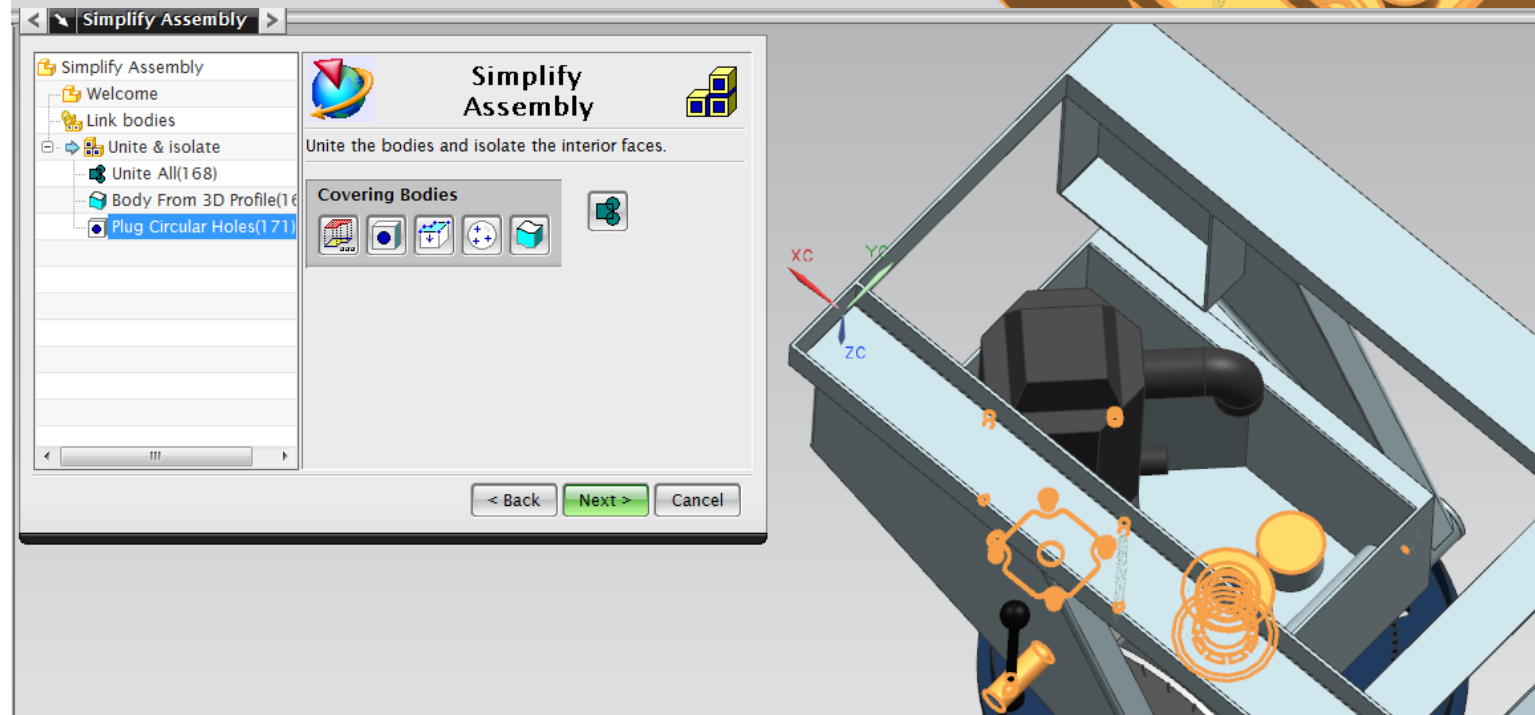 Simplify Assembly
Simplify Assembly
Welcome
Link bodies
Unite & isolate
Unite All(168)
Body From 3D Profile(16
Plug Circular Holes(171)
Simplify
Assembly
Unite the bodies and isolate the interior faces.
Covering Bodies
< Back
Next >
Cancel
XC
YC
ZC